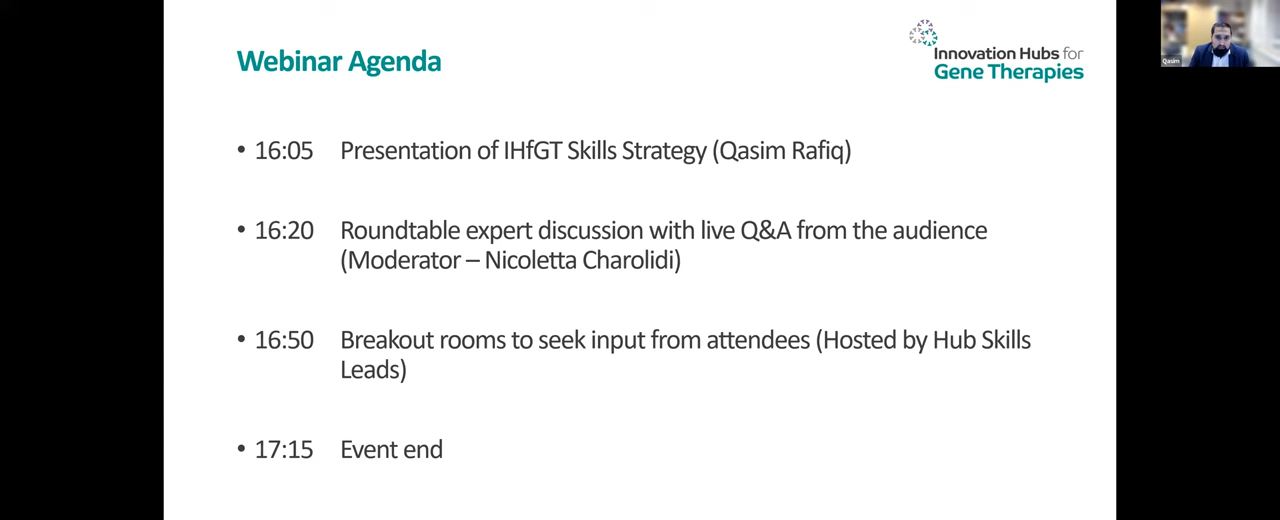 Webinar Agenda
Innovation Hubs for
Gene Therapies
Qasim
• 16:05 Presentation of IHfGT Skills Strategy (Qasim Rafiq)
• 16:20 Roundtable expert discussion with live Q&A from the audience
(Moderator – Nicoletta Charolidi)
• 16:50 Breakout rooms to seek input from attendees (Hosted by Hub Skills
Leads)
• 17:15 Event end